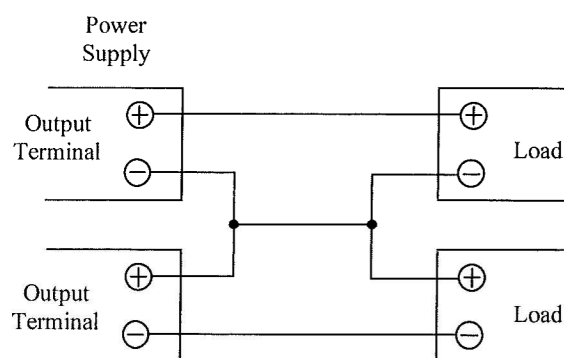 Power
Supply
Output
Terminal
+
−
+
−
Load
Output
Terminal
+
−
+
−
Load